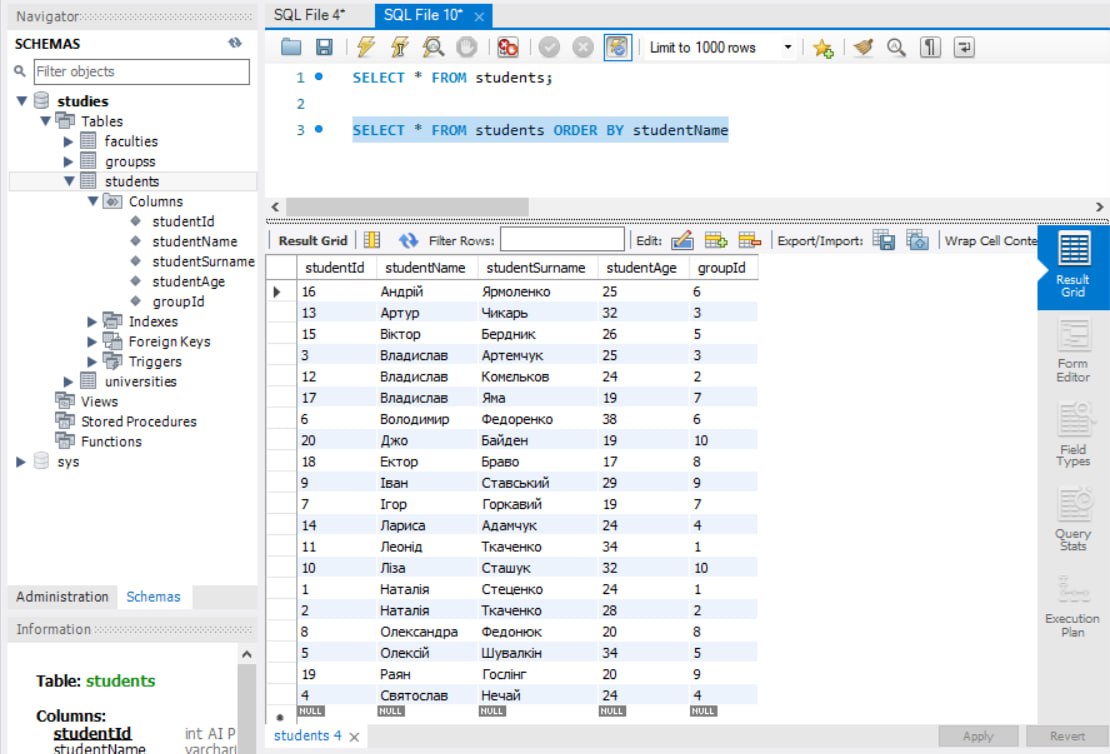 Navigator
SCHEMAS
Filter objects
studies
Tables
faculties
groupss
students
Columns
studentId
studentName
studentSurname
studentAge
groupId
Indexes
Foreign Keys
Triggers
universities
Views
Stored Procedures
Functions
sys
Administration Schemas
Information
Table: students
Columns:
studentId int AI P
studentName varchar
SQL File 4* SQL File 10*
Limit to 1000 rows
1 SELECT * FROM students;
2
3 SELECT * FROM students ORDER BY studentName
Result Grid Filter Rows: Edit: Export/Import: Wrap Cell Conte
studentId studentName studentSurname studentAge groupId
16 Андрій Ярмоленко 25 6
13 Артур Чикарь 32 3
15 Віктор Бердник 26 5
3 Владислав Артемчук 25 3
12 Владислав Комєльков 24 2
17 Владислав Яма 19 7
6 Володимир Федоренко 38 6
20 Джо Байден 19 10
18 Ектор Браво 17 8
9 Іван Ставський 29 9
7 Ігор Горкавий 19 7
14 Лариса Адамчук 24 4
11 Леонід Ткаченко 34 1
10 Ліза Сташук 32 10
1 Наталія Стеценко 24 1
2 Наталія Ткаченко 28 2
8 Олександра Федонюк 20 8
5 Олексій Шувалкін 34 5
19 Раян Гослінг 20 9
4 Святослав Нечай 24 4
NULL NULL NULL NULL NULL
Result
Grid
Form
Editor
Field
Types
Query
Stats
Execution
Plan
students 4 Apply Revert